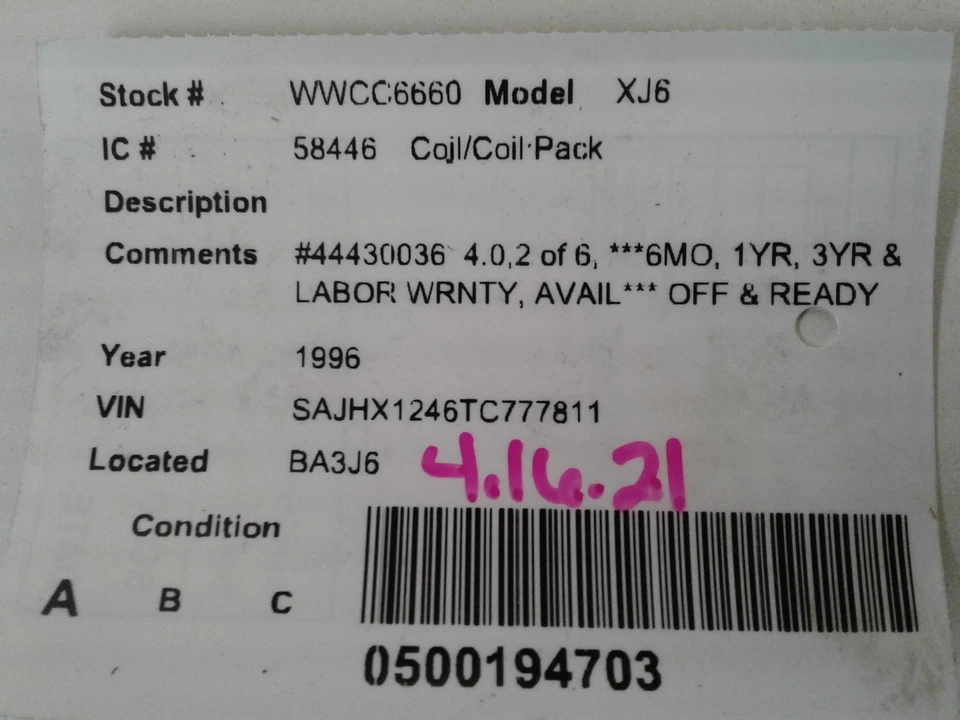 Stock # WWCC6660 Model XJ6
IC # 58446 Coil/Coil Pack
Description
Comments #44430036 4.0,2 of 6, ***6MO, 1YR, 3YR &
LABOR WRNTY, AVAIL*** OFF & READY
Year 1996
VIN SAJHX1246TC777811
Located BA3J6 4.16.21
Condition
A B C
0500194703